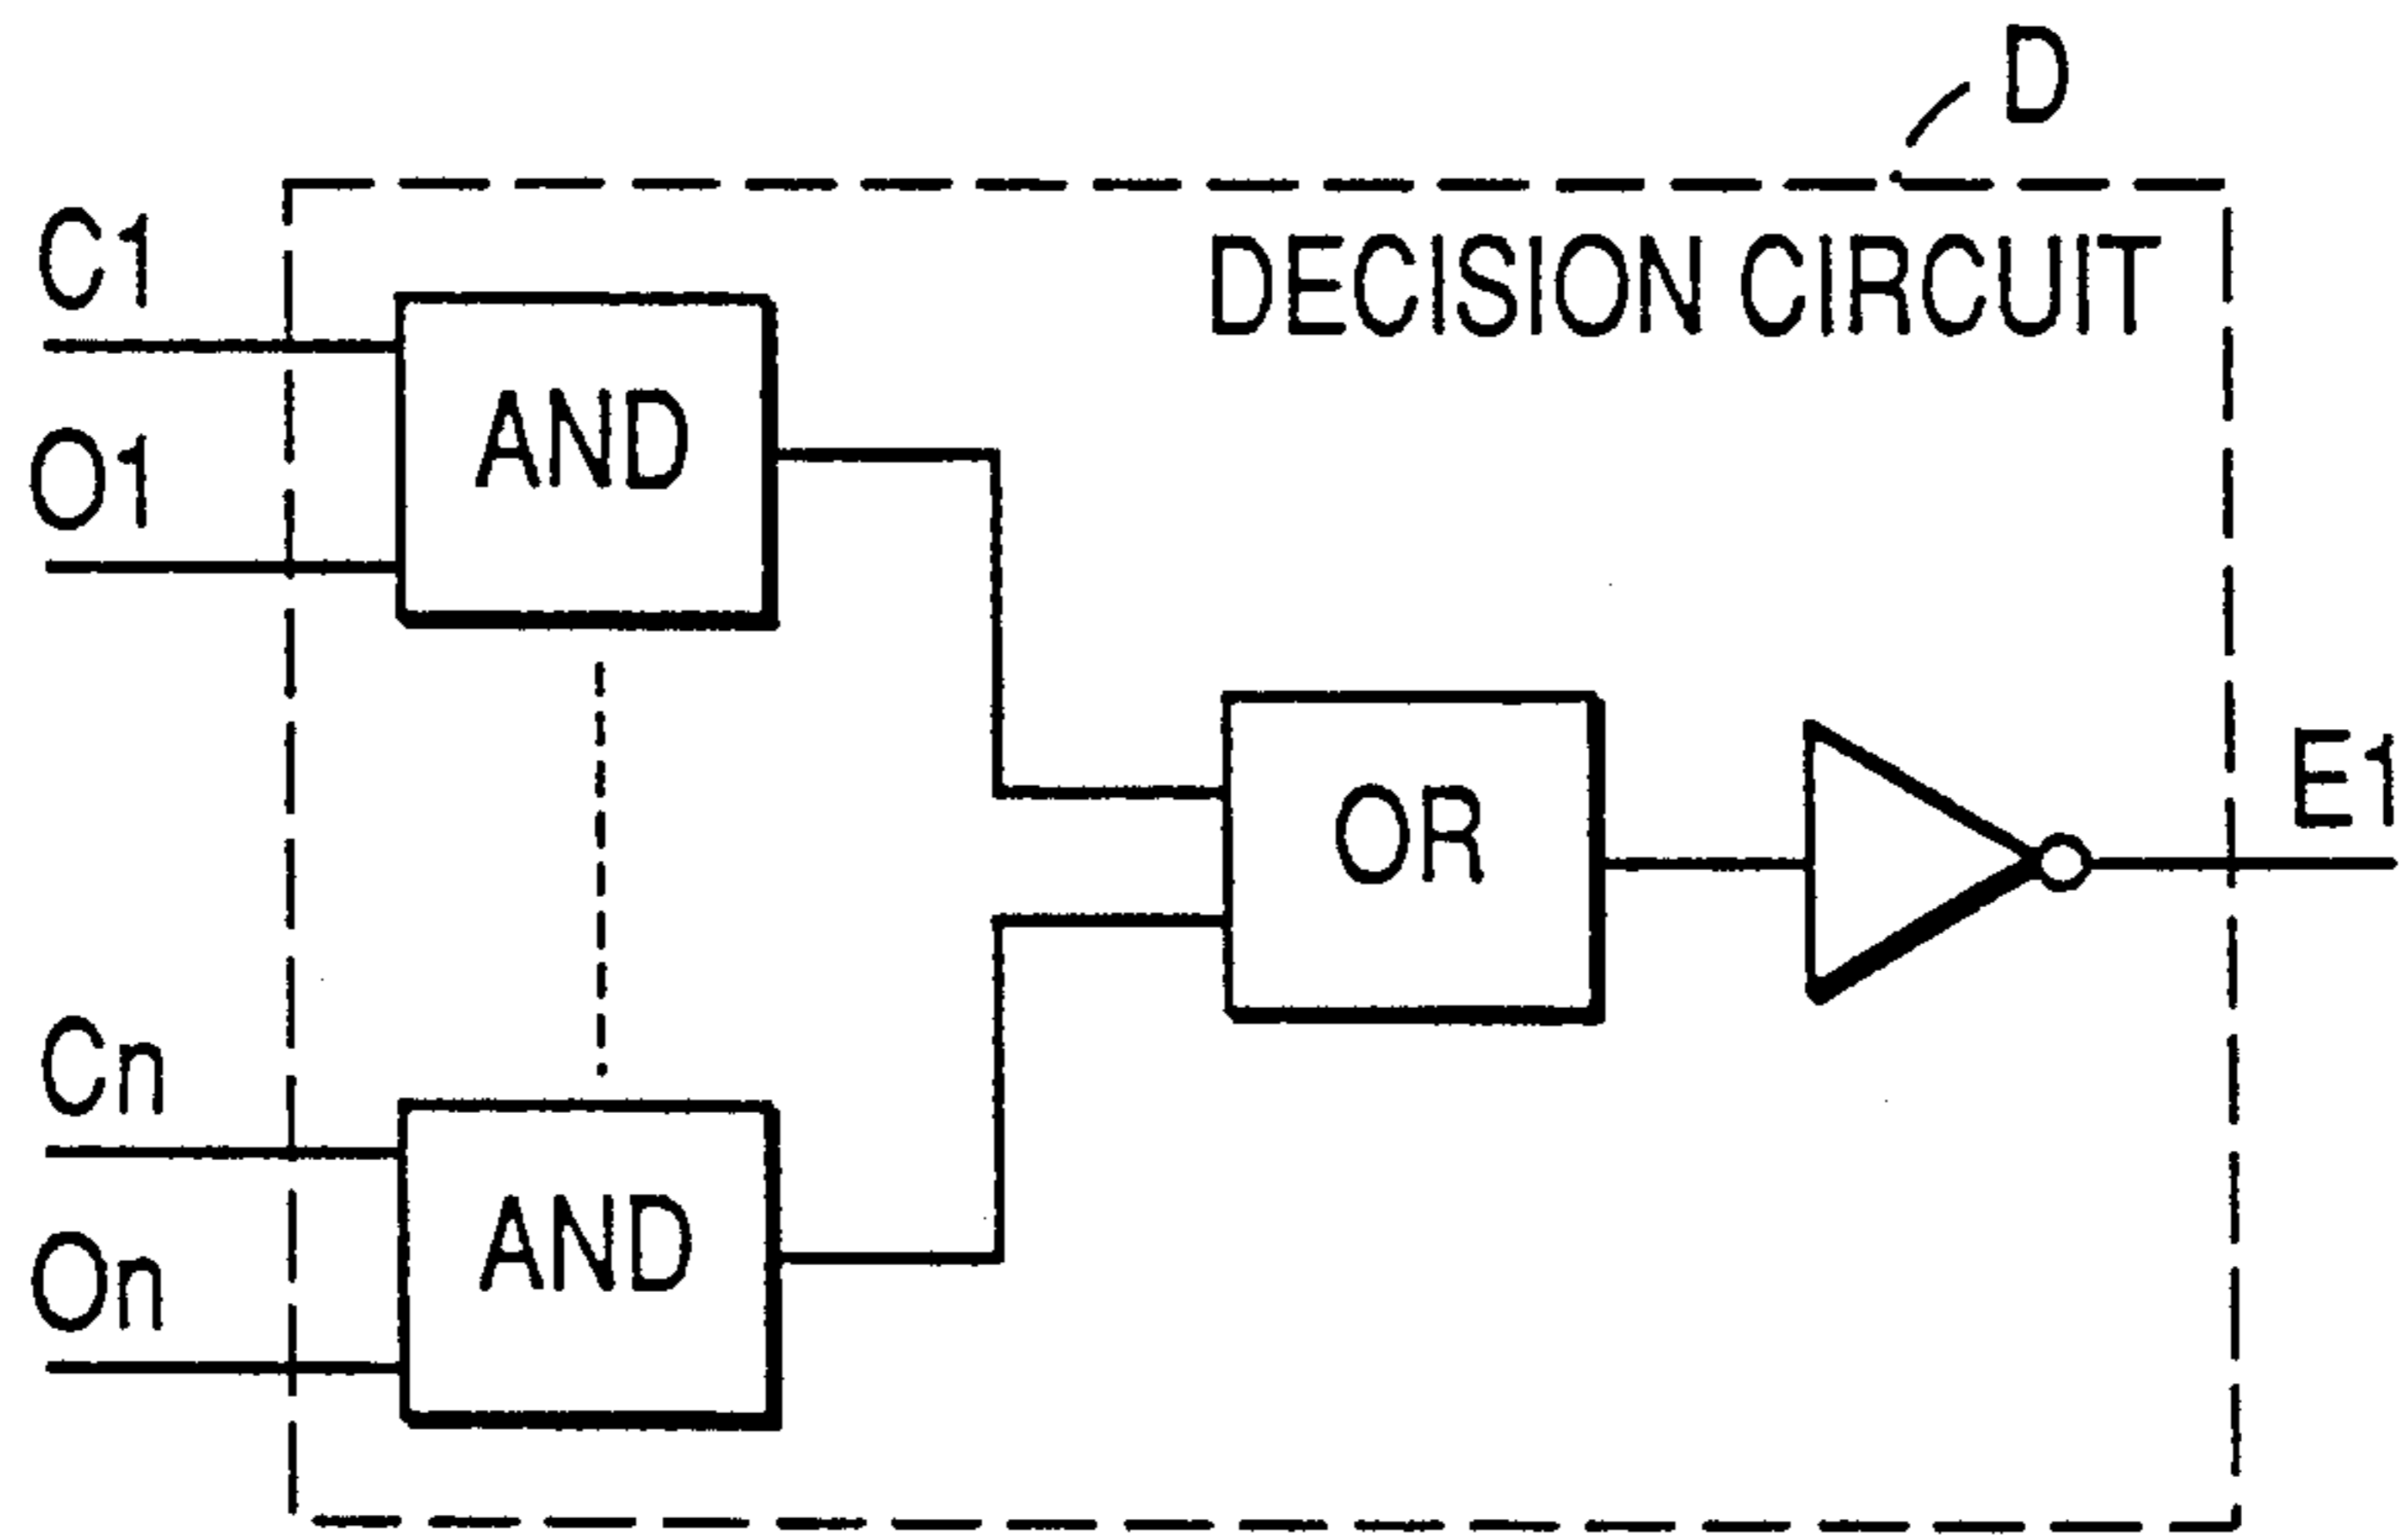 D
DECISION CIRCUIT
C1
AND
O1
OR
E1
Cn
AND
On